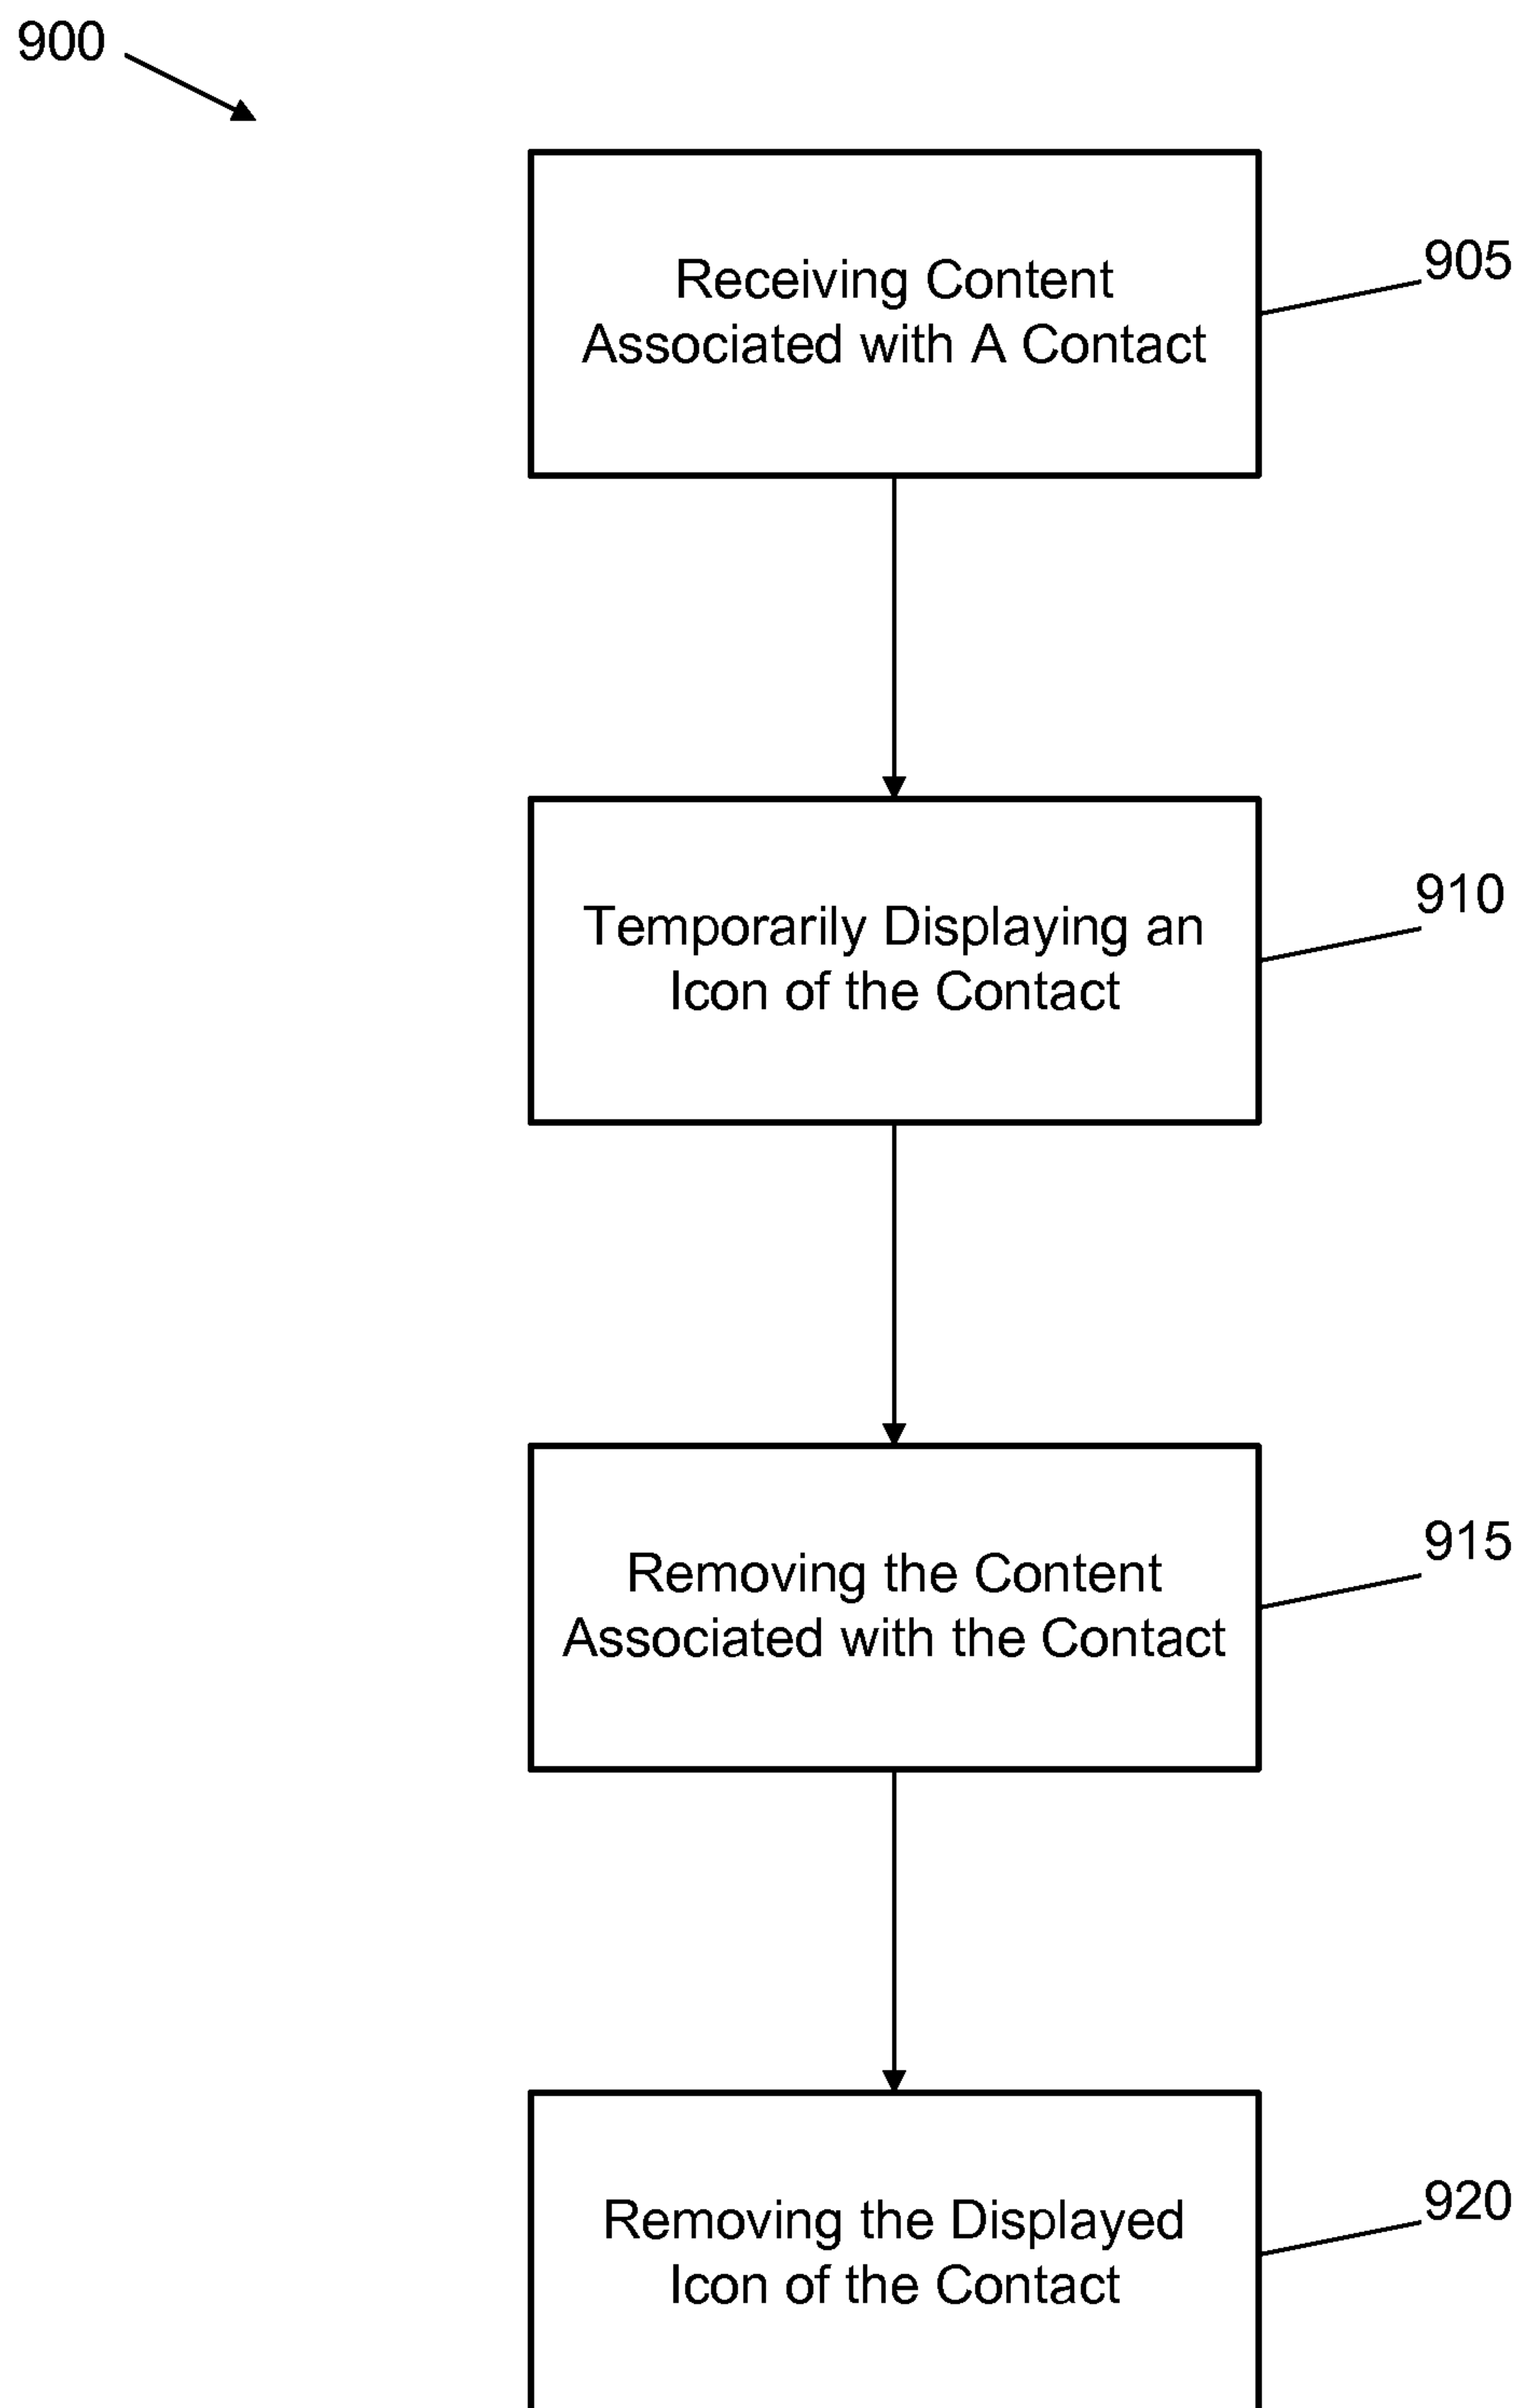 900
Receiving Content
Associated with A Contact
905
Temporarily Displaying an
Icon of the Contact
910
Removing the Content
Associated with the Contact
915
Removing the Displayed
Icon of the Contact
920